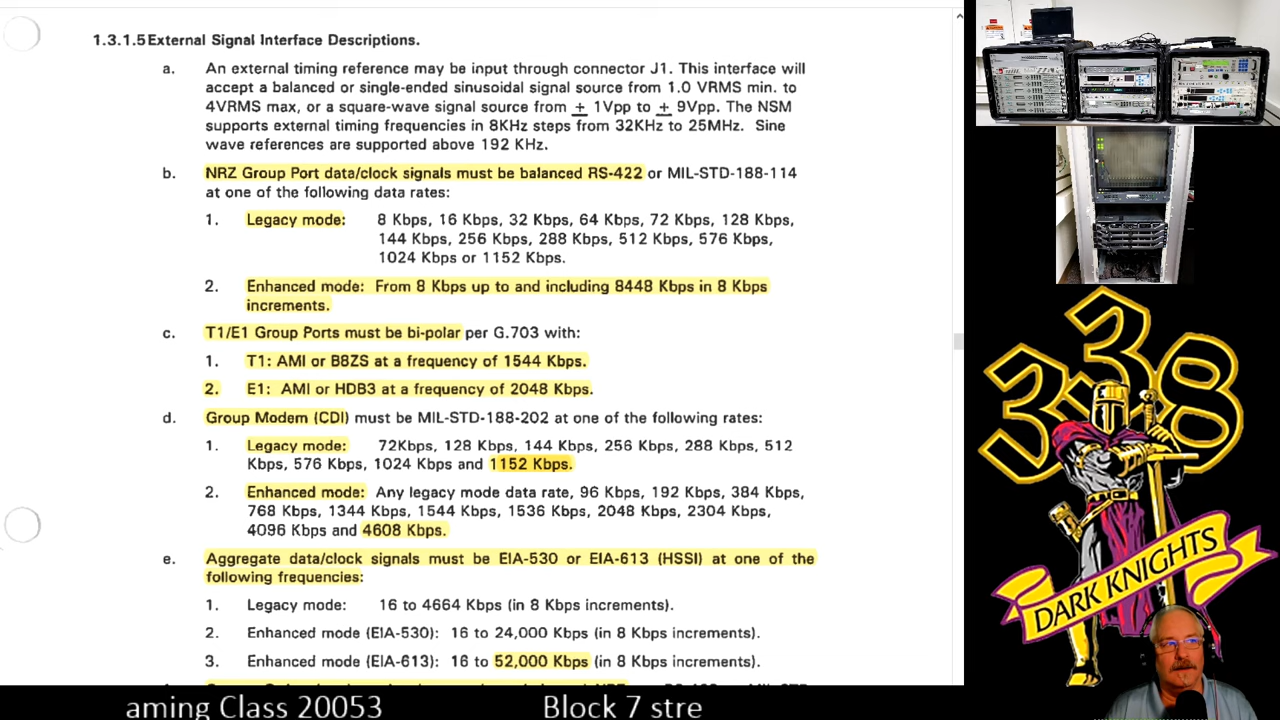 1.3.1.5 External Signal Interface Descriptions.
a. An external timing reference may be input through connector J1. This interface will
accept a balanced or single-ended sinusoidal signal source from 1.0 VRMS min. to
4VRMS max, or a square-wave signal source from ± 1Vpp to ± 9Vpp. The NSM
supports external timing frequencies in 8KHz steps from 32KHz to 25MHz. Sine
wave references are supported above 192 KHz.
b. NRZ Group Port data/clock signals must be balanced RS-422 or MIL-STD-188-114
at one of the following data rates:
1. Legacy mode: 8 Kbps, 16 Kbps, 32 Kbps, 64 Kbps, 72 Kbps, 128 Kbps,
144 Kbps, 256 Kbps, 288 Kbps, 512 Kbps, 576 Kbps,
1024 Kbps or 1152 Kbps.
2. Enhanced mode: From 8 Kbps up to and including 8448 Kbps in 8 Kbps
increments.
c. T1/E1 Group Ports must be bi-polar per G.703 with:
1. T1: AMI or B8ZS at a frequency of 1544 Kbps.
2. E1: AMI or HDB3 at a frequency of 2048 Kbps.
d. Group Modem (CDI) must be MIL-STD-188-202 at one of the following rates:
1. Legacy mode: 72Kbps, 128 Kbps, 144 Kbps, 256 Kbps, 288 Kbps, 512
Kbps, 576 Kbps, 1024 Kbps and 1152 Kbps.
2. Enhanced mode: Any legacy mode data rate, 96 Kbps, 192 Kbps, 384 Kbps,
768 Kbps, 1344 Kbps, 1544 Kbps, 1536 Kbps, 2048 Kbps, 2304 Kbps,
4096 Kbps and 4608 Kbps.
e. Aggregate data/clock signals must be EIA-530 or EIA-613 (HSSI) at one of the
following frequencies:
1. Legacy mode: 16 to 4664 Kbps (in 8 Kbps increments).
2. Enhanced mode (EIA-530): 16 to 24,000 Kbps (in 8 Kbps increments).
3. Enhanced mode (EIA-613): 16 to 52,000 Kbps (in 8 Kbps increments).
338
DARK KNIGHTS
aming Class 20053 Block 7 stre